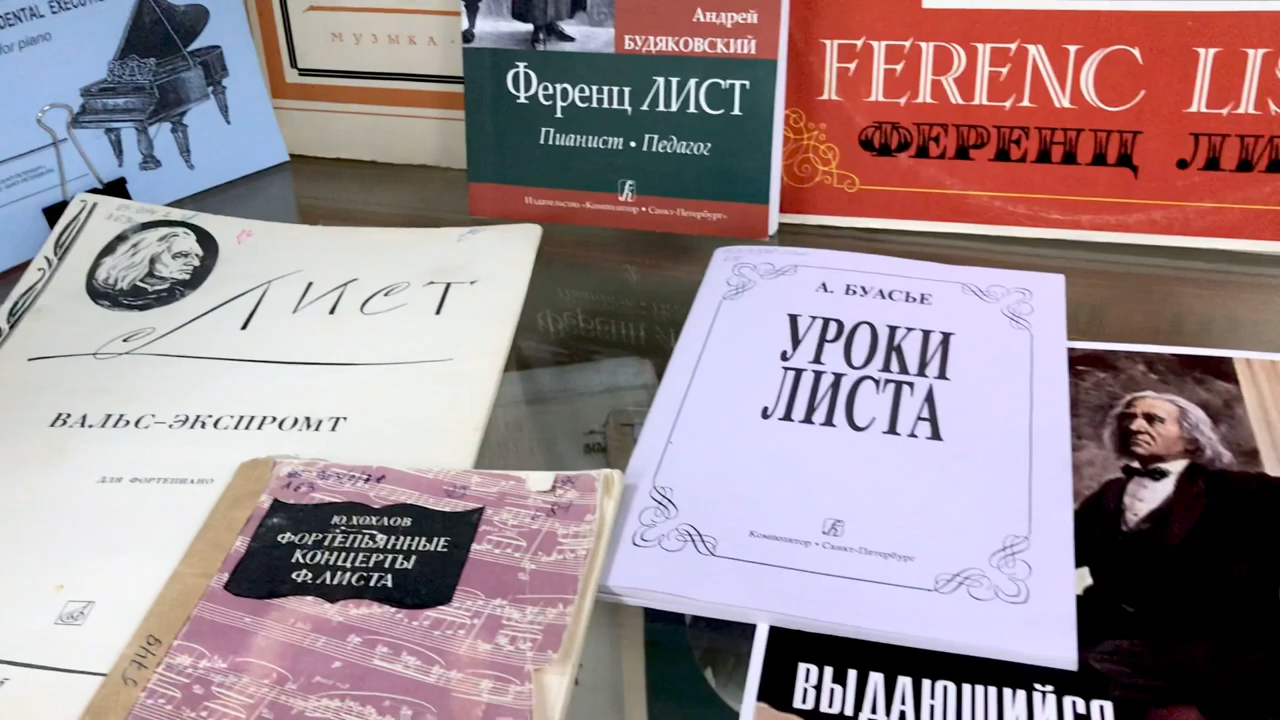 DENTAL EXECUTI
for piano
МУЗЫКА
Андрей
БУДЯКОВСКИЙ
Ференц ЛИСТ
Пианист • Педагог
Издательство «Композитор • Санкт-Петербург»
FERENC LIS
ФЕРЕНЦ ЛИ
ЛИСТ
ВАЛЬС-ЭКСПРОМТ
ДЛЯ ФОРТЕПИАНО
Ю. ХОХЛОВ
ФОРТЕПЬЯННЫЕ
КОНЦЕРТЫ
Ф. ЛИСТА
А. БУАСЬЕ
УРОКИ
ЛИСТА
Композитор • Санкт-Петербург
ВЫДАЮЩИЙСЯ